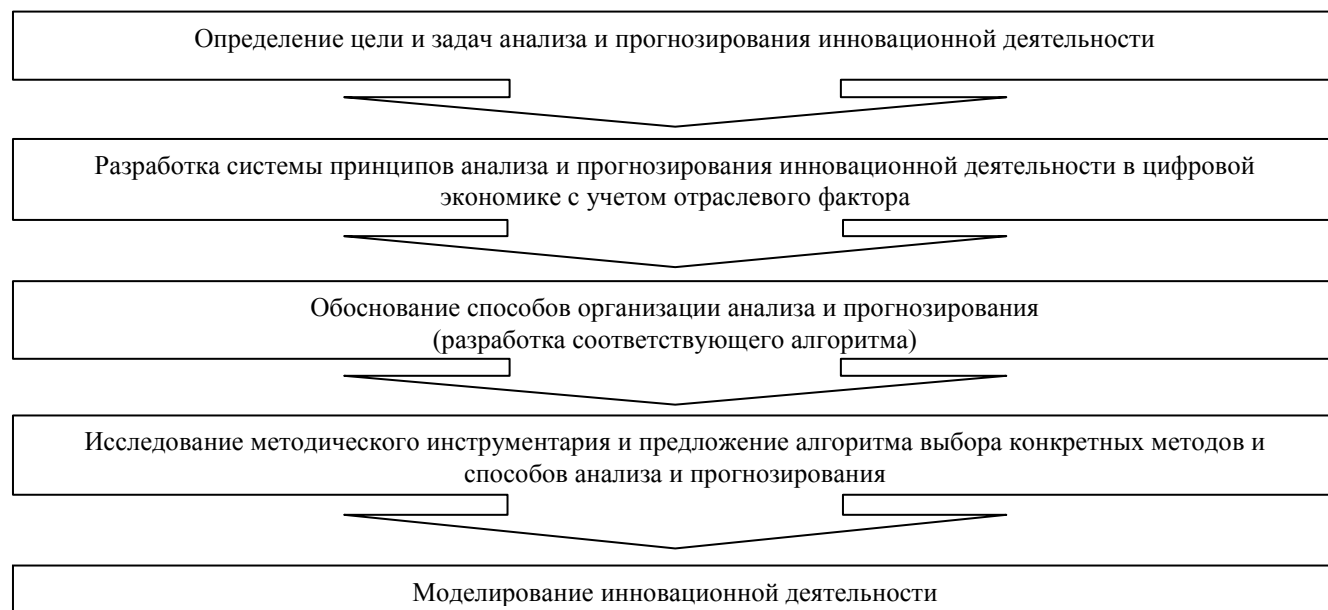 Определение цели и задач анализа и прогнозирования инновационной деятельности
Разработка системы принципов анализа и прогнозирования инновационной деятельности в цифровой
экономике с учетом отраслевого фактора
Обоснование способов организации анализа и прогнозирования
(разработка соответствующего алгоритма)
Исследование методического инструментария и предложение алгоритма выбора конкретных методов и
способов анализа и прогнозирования
Моделирование инновационной деятельности